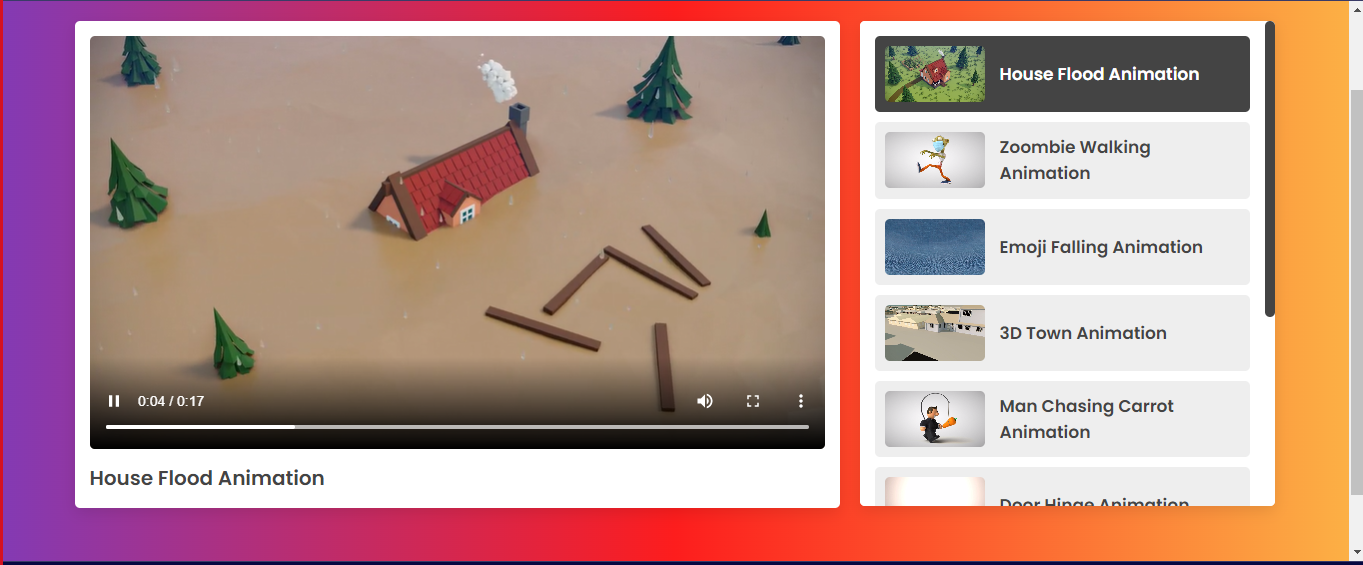 0:04 / 0:17
House Flood Animation
House Flood Animation
Zoombie Walking
Animation
Emoji Falling Animation
3D Town Animation
Man Chasing Carrot
Animation
Door Hinge Animation